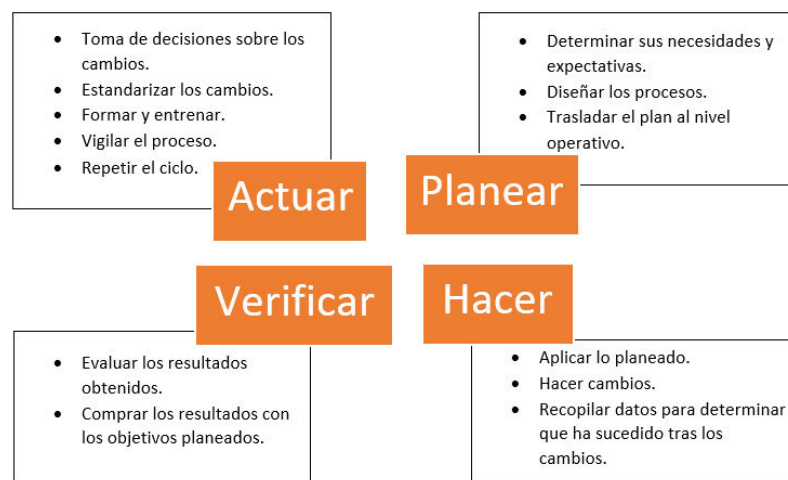 • Toma de decisiones sobre los
cambios.
• Estandarizar los cambios.
• Formar y entrenar.
• Vigilar el proceso.
• Repetir el ciclo.
Actuar
• Determinar sus necesidades y
expectativas.
• Diseñar los procesos.
• Trasladar el plan al nivel
operativo.
Planear
Verificar
• Evaluar los resultados
obtenidos.
• Comprar los resultados con
los objetivos planeados.
Hacer
• Aplicar lo planeado.
• Hacer cambios.
• Recopilar datos para determinar
que ha sucedido tras los
cambios.